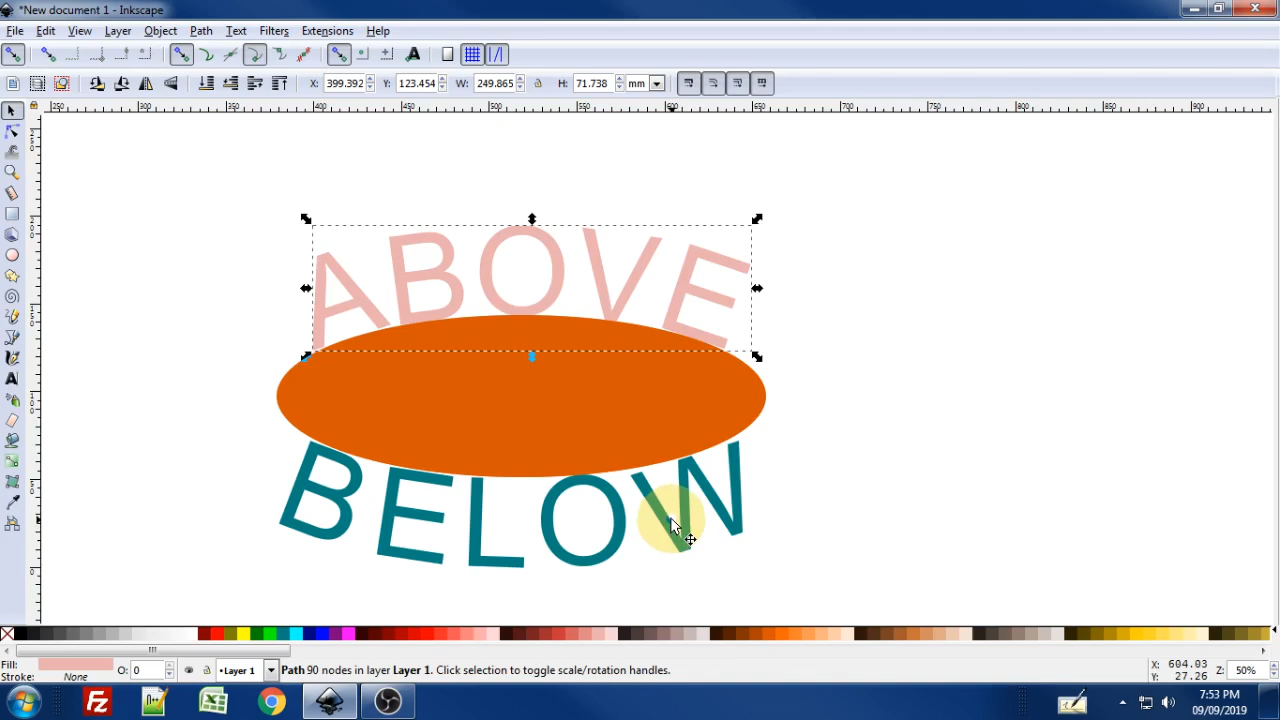 *New document 1 - Inkscape
File Edit View Layer Object Path Text Filters Extensions Help
X: 399.392 Y: 123.454 W: 249.865 H: 71.738 mm
250 300 350 400 450 500 550 600 650 700 750 800 850 900
ABOVE
BELOW
Fill:
Stroke: None
O: 0
•Layer 1
Path 90 nodes in layer Layer 1. Click selection to toggle scale/rotation handles.
X: 604.03
Y: 27.26
Z: 50%
7:53 PM
09/09/2019